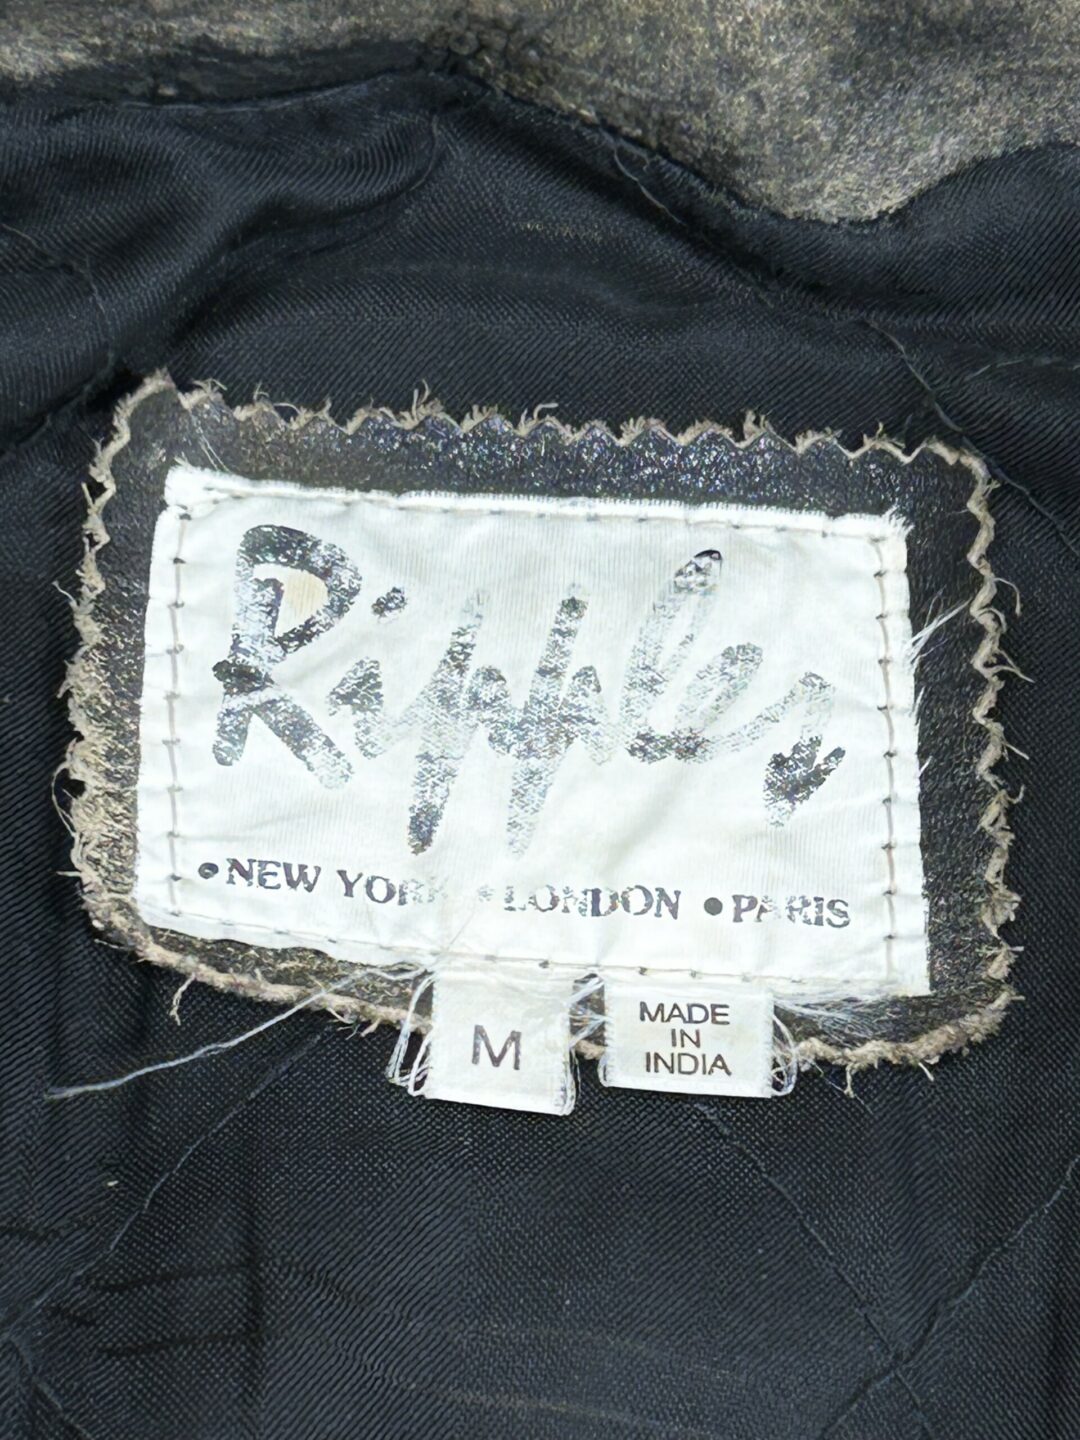 Ripples
•NEW YORK •LONDON •PARIS
M
MADE
IN
INDIA